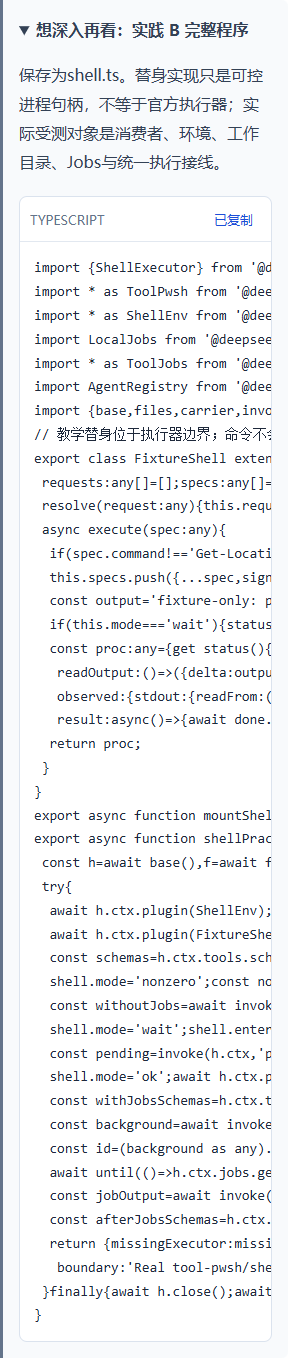 ▼ 想深入再看：实践 B 完整程序
保存为shell.ts。替身实现只是可控
进程句柄，不等于官方执行器；实
际受测对象是消费者、环境、工作
目录、Jobs与统一执行接线。
TYPESCRIPT 已复制
import {ShellExecutor} from '@d
import * as ToolPwsh from '@dee
import * as ShellEnv from '@dee
import LocalJobs from '@deepsee
import * as ToolJobs from '@dee
import AgentRegistry from '@dee
import {base,files,carrier,invo
// 教学替身位于执行器边界；命令不会
export class FixtureShell exten
requests:any[]=[];specs:any[]=
resolve(request:any){this.requ
async execute(spec:any){
if(spec.command!=='Get-Locati
this.specs.push({...spec,sign
const output='fixture-only: p
if(this.mode==='wait'){status
const proc:any={get status(){
readOutput:()=>({delta:outpu
observed:{stdout:{readFrom:(
result:async()=>{await done.
return proc;
}
}
export async function mountShel
export async function shellPrac
const h=await base(),f=await f
try{
await h.ctx.plugin(ShellEnv);
await h.ctx.plugin(FixtureShe
const schemas=h.ctx.tools.sch
shell.mode='nonzero';const no
const withoutJobs=await invok
shell.mode='wait';shell.enter
const pending=invoke(h.ctx,'p
shell.mode='ok';await h.ctx.p
const withJobsSchemas=h.ctx.t
const background=await invoke
const id=(background as any).
await until(()=>h.ctx.jobs.ge
const jobOutput=await invoke(
const afterJobsSchemas=h.ctx.
return {missingExecutor:missi
boundary:'Real tool-pwsh/she
}finally{await h.close();await
}